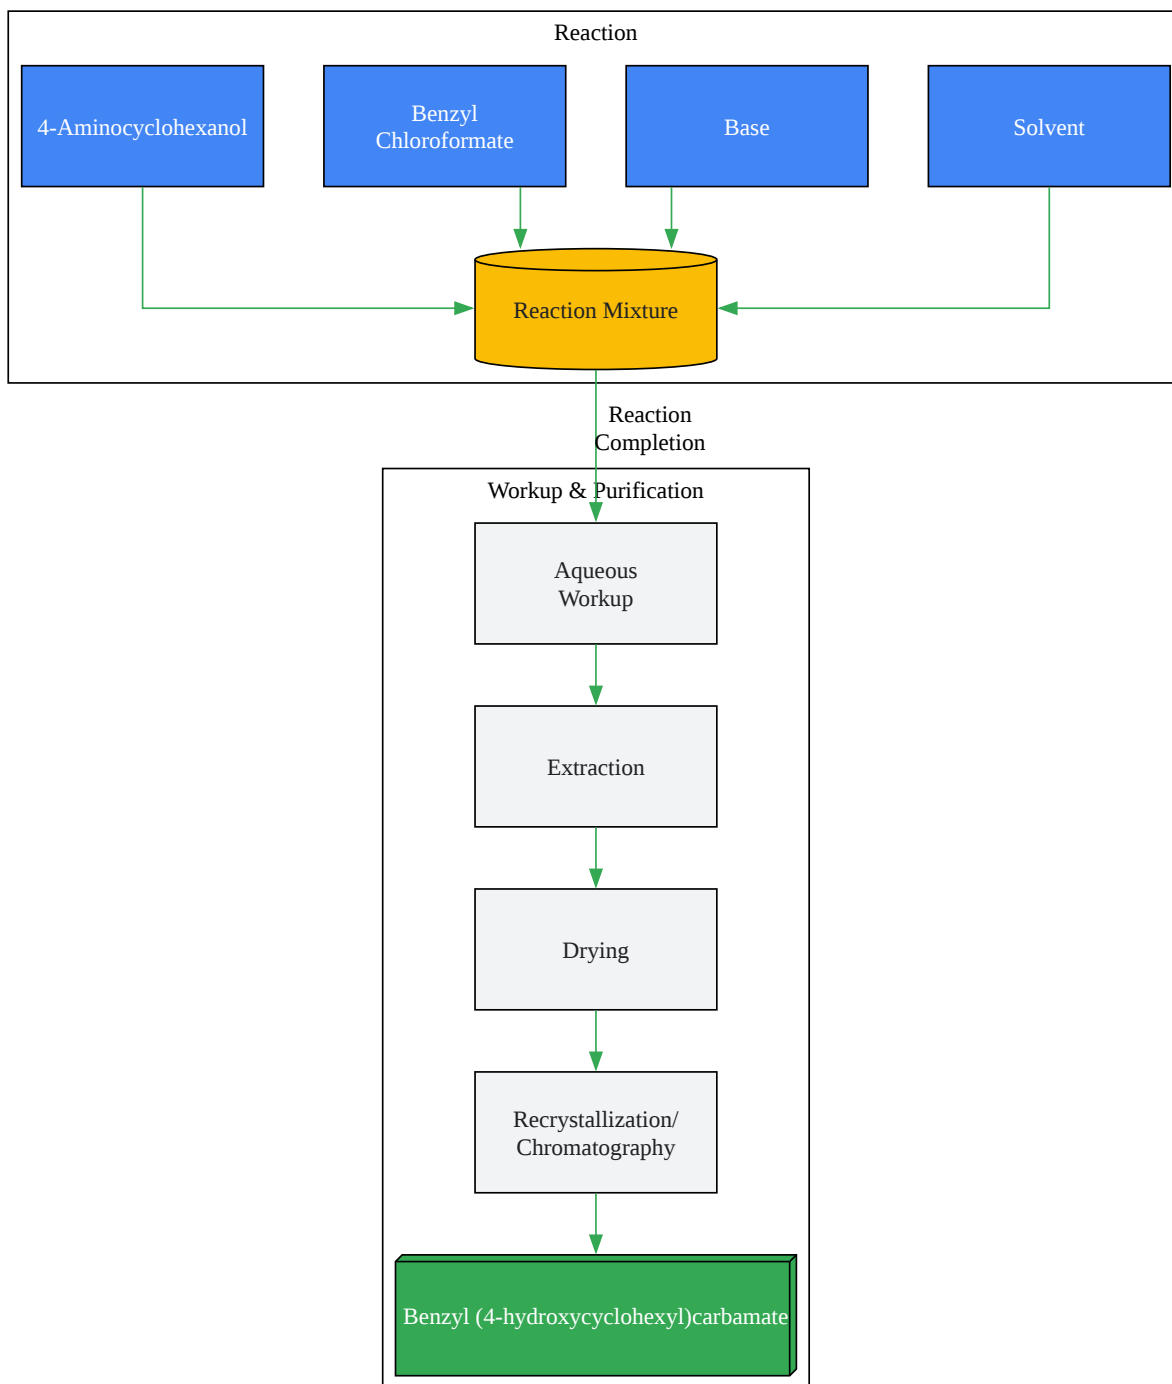 Reaction
4-Aminocyclohexanol
Benzyl
Chloroformate
Base
Solvent
Reaction Mixture
Reaction
Completion
Workup & Purification
Aqueous
Workup
Extraction
Drying
Recrystallization/
Chromatography
Benzyl (4-hydroxycyclohexyl)carbamate